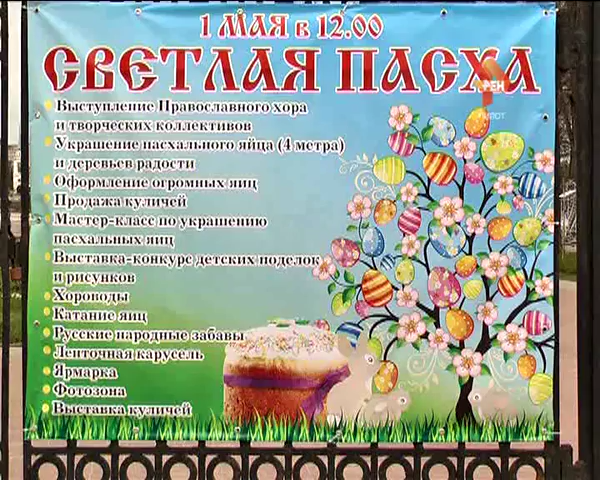 1 МАЯ в 12.00
СВЕТЛАЯ ПАСХА
Выступление Православного хора
и творческих коллективов
Украшение пасхального яйца (4 метра)
и деревьев радости
Оформление огромных яиц
Продажа куличей
Мастер-класс по украшению
пасхальных яиц
Выставка-конкурс детских поделок
и рисунков
Хороводы
Катание яиц
Русские народные забавы
Ленточная карусель
Ярмарка
Фотозона
Выставка куличей
РЕН